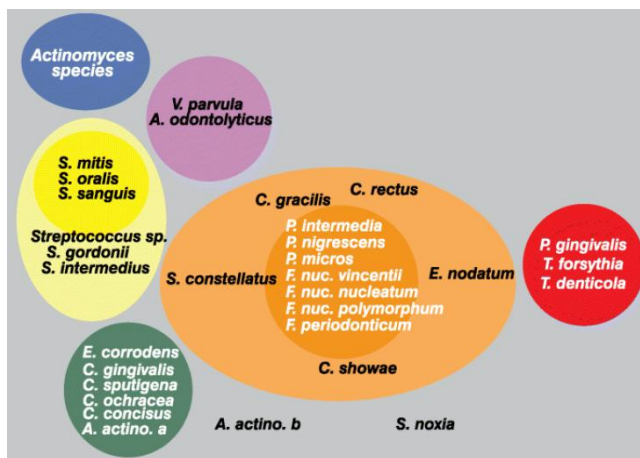 Actinomyces
species
V. parvula
A. odontolyticus
S. mitis
S. oralis
S. sanguis
Streptococcus sp.
S. gordonii
S. intermedius
C. gracilis
C. rectus
P. intermedia
P. nigrescens
P. micros
F. nuc. vincentii
F. nuc. nucleatum
F. nuc. polymorphum
F. periodonticum
S. constellatus
E. nodatum
C. showae
P. gingivalis
T. forsythia
T. denticola
E. corrodens
C. gingivalis
C. sputigena
C. ochracea
C. concisus
A. actino. a
A. actino. b
S. noxia